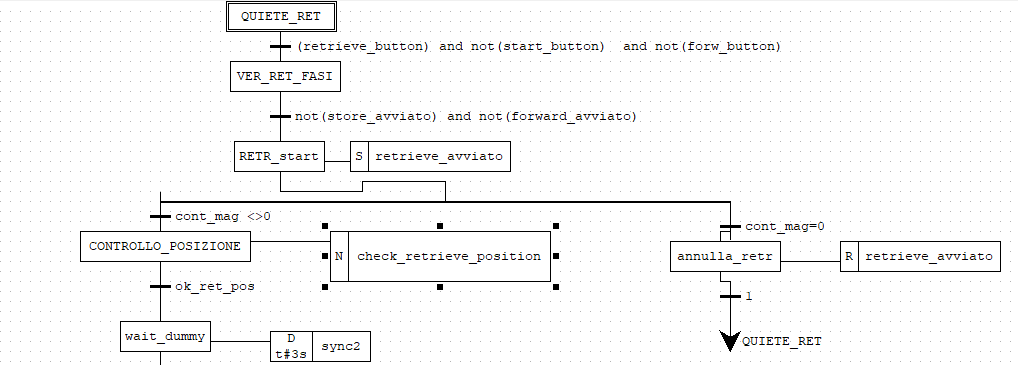 QUIETE_RET
(retrieve_button) and not(start_button)  and not(forw_button)
VER_RET_FASI
not(store_avviato) and not(forward_avviato)
RETR_start
S retrieve_avviato
cont_mag <>0
cont_mag=0
CONTROLLO_POSIZIONE
N check_retrieve_position
annulla_retr
R retrieve_avviato
ok_ret_pos
1
wait_dummy
D
t#3s
sync2
QUIETE_RET